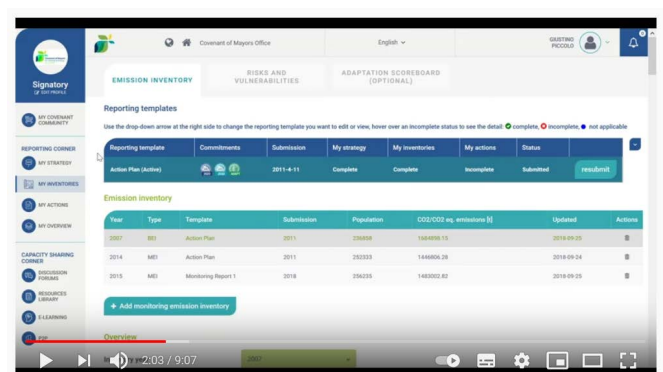 Covenant of Mayors Office
English
GIUSTINO
PICCOLO
0
Signatory
EDIT PROFILE
MY COVENANT
COMMUNITY
REPORTING CORNER
MY STRATEGY
MY INVENTORIES
MY ACTIONS
MY OVERVIEW
CAPACITY SHARING
CORNER
DISCUSSION
FORUMS
RESOURCES
LIBRARY
E-LEARNING
P2P
EMISSION INVENTORY
RISKS AND
VULNERABILITIES
ADAPTATION SCOREBOARD
(OPTIONAL)
Reporting templates
Use the drop-down arrow at the right side to change the reporting template you want to edit or view, hover over an incomplete status to see the detail: complete, incomplete, not applicable
Reporting template Commitments Submission My strategy My inventories My actions Status
Action Plan (Active) 2011-4-11 Complete Complete Incomplete Submitted resubmit
Emission inventory
Year Type Template Submission Population CO2/CO2 eq. emissions [t] Updated Actions
2007 BEI Action Plan 2011 2018-09-25
2014 MEI Action Plan 2011 252333 144606.28 2018-09-24
2015 MEI Monitoring Report 1 2018 256235 1483002.82 2018-09-25
+ Add monitoring emission inventory
Overview
2007
2:03 / 9:07